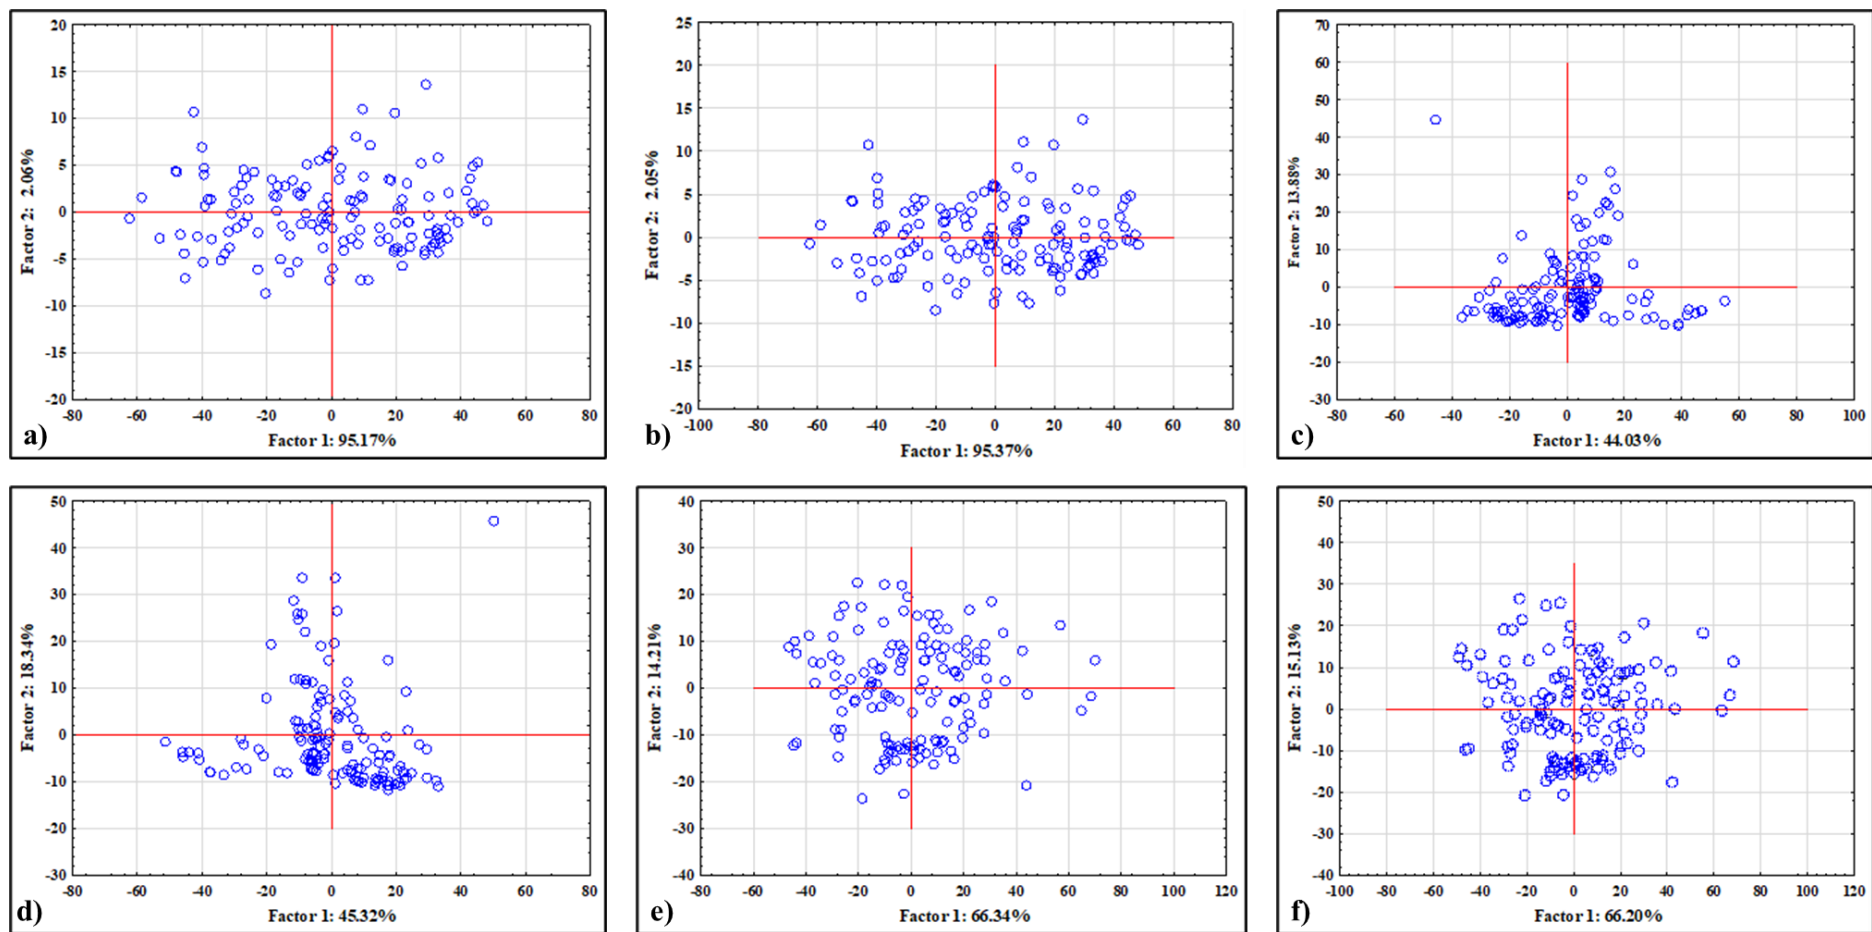 20
15
10
5
0
-5
-10
-15
-20
Factor 2: 2.06%
-80 -60 -40 -20 0 20 40 60 80
Factor 1: 95.17%
a)
25
20
15
10
5
0
-5
-10
-15
-20
Factor 2: 2.05%
-100 -80 -60 -40 -20 0 20 40 60 80
Factor 1: 95.37%
b)
70
60
50
40
30
20
10
0
-10
-20
-30
Factor 2: 13.88%
-80 -60 -40 -20 0 20 40 60 80 100
Factor 1: 44.03%
c)
50
40
30
20
10
0
-10
-20
-30
Factor 2: 18.34%
-80 -60 -40 -20 0 20 40 60 80
Factor 1: 45.32%
d)
40
30
20
10
0
-10
-20
-30
-40
Factor 2: 14.21%
-80 -60 -40 -20 0 20 40 60 80 100 120
Factor 1: 66.34%
e)
50
40
30
20
10
0
-10
-20
-30
-40
Factor 2: 15.13%
-100 -80 -60 -40 -20 0 20 40 60 80 100 120
Factor 1: 66.20%
f)